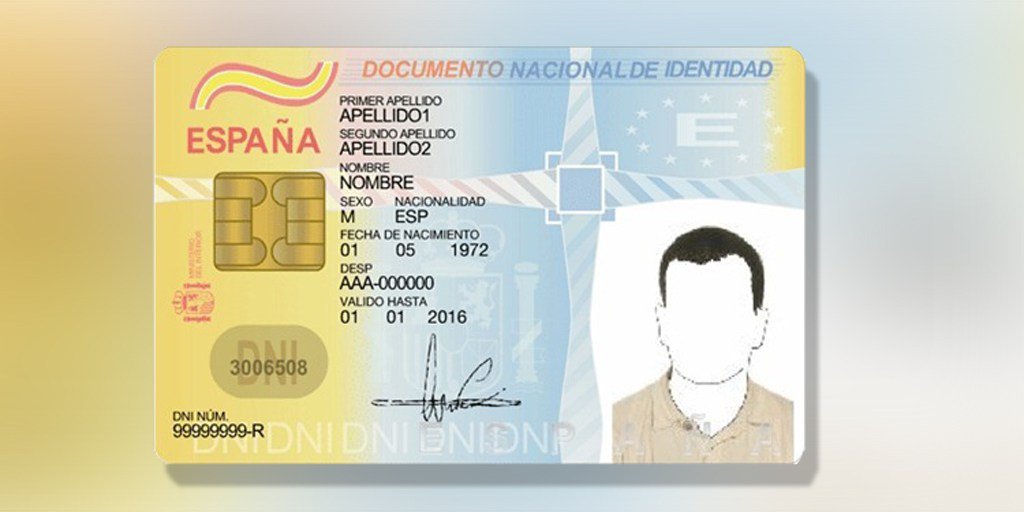 DOCUMENTO NACIONAL DE IDENTIDAD
ESPAÑA
PRIMER APELLIDO
APELLIDO1
SEGUNDO APELLIDO
APELLIDO2
NOMBRE
NOMBRE
SEXO NACIONALIDAD
M ESP
FECHA DE NACIMIENTO
01 05 1972
DESP
AAA-000000
VALIDO HASTA
01 01 2016
E
MINISTERIO
DEL INTERIOR
DNI
3006508
DNI NÚM.
99999999-R
DNI DNI DNI DNI DNI